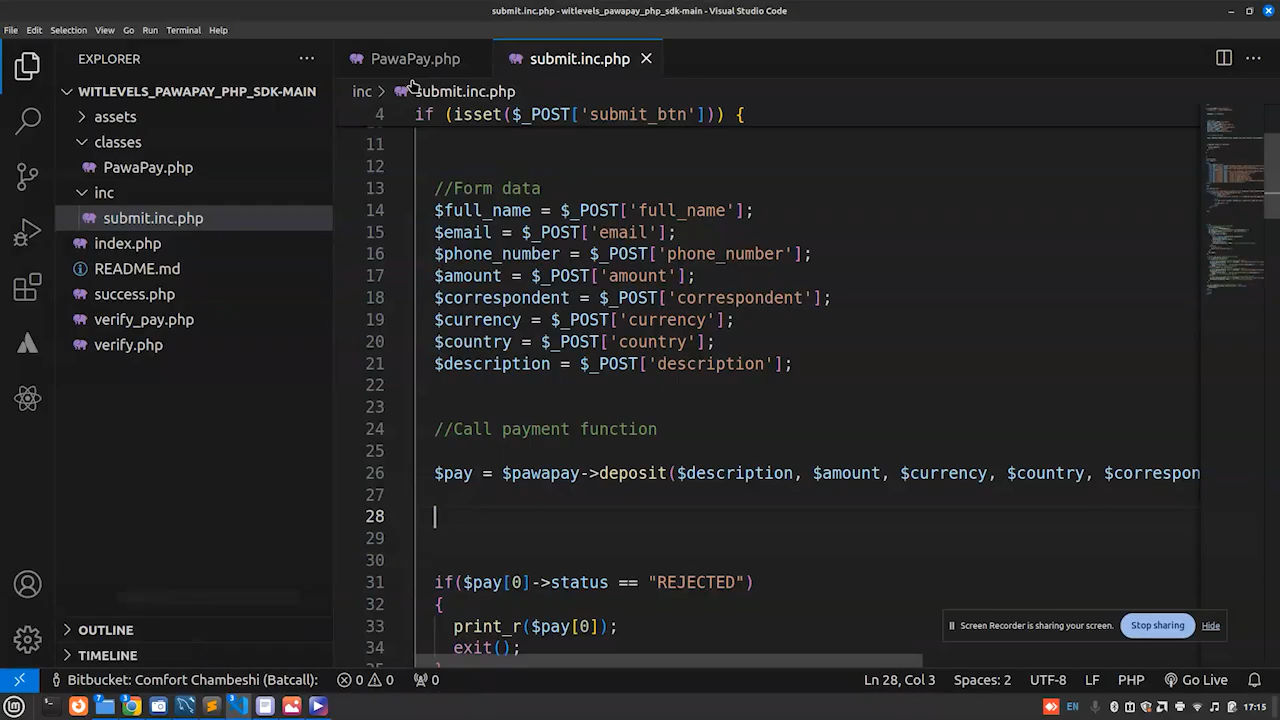 submit.inc.php - witlevels_pawapay_php_sdk-main - Visual Studio Code
File Edit Selection View Go Run Terminal Help
EXPLORER
PawaPay.php submit.inc.php
WITLEVELS_PAWAPAY_PHP_SDK-MAIN
assets
classes
PawaPay.php
inc
submit.inc.php
index.php
README.md
success.php
verify_pay.php
verify.php
OUTLINE
TIMELINE
inc > submit.inc.php
4 if (isset($_POST['submit_btn'])) {
11
12
13 //Form data
14 $full_name = $_POST['full_name'];
15 $email = $_POST['email'];
16 $phone_number = $_POST['phone_number'];
17 $amount = $_POST['amount'];
18 $correspondent = $_POST['correspondent'];
19 $currency = $_POST['currency'];
20 $country = $_POST['country'];
21 $description = $_POST['description'];
22
23
24 //Call payment function
25
26 $pay = $pawapay->deposit($description, $amount, $currency, $country, $correspon
27
28
29
30
31 if($pay[0]->status == "REJECTED")
32 {
33 print_r($pay[0]);
34 exit();
Screen Recorder is sharing your screen. Stop sharing Hide
Bitbucket: Comfort Chambeshi (Batcall): 0 0 0 Ln 28, Col 3 Spaces: 2 UTF-8 LF PHP Go Live
7 2 EN 17:15